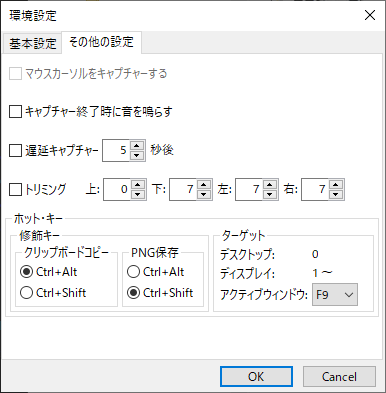 環境設定
基本設定 その他の設定
マウスカーソルをキャプチャーする
キャプチャー終了時に音を鳴らす
遅延キャプチャー 5 秒後
トリミング 上: 0 下: 7 左: 7 右: 7
ホット・キー
修飾キー ターゲット
クリップボードコピー PNG保存
デスクトップ: 0
Ctrl+Alt Ctrl+Alt ディスプレイ: 1～
Ctrl+Shift Ctrl+Shift アクティブウィンドウ: F9
OK Cancel